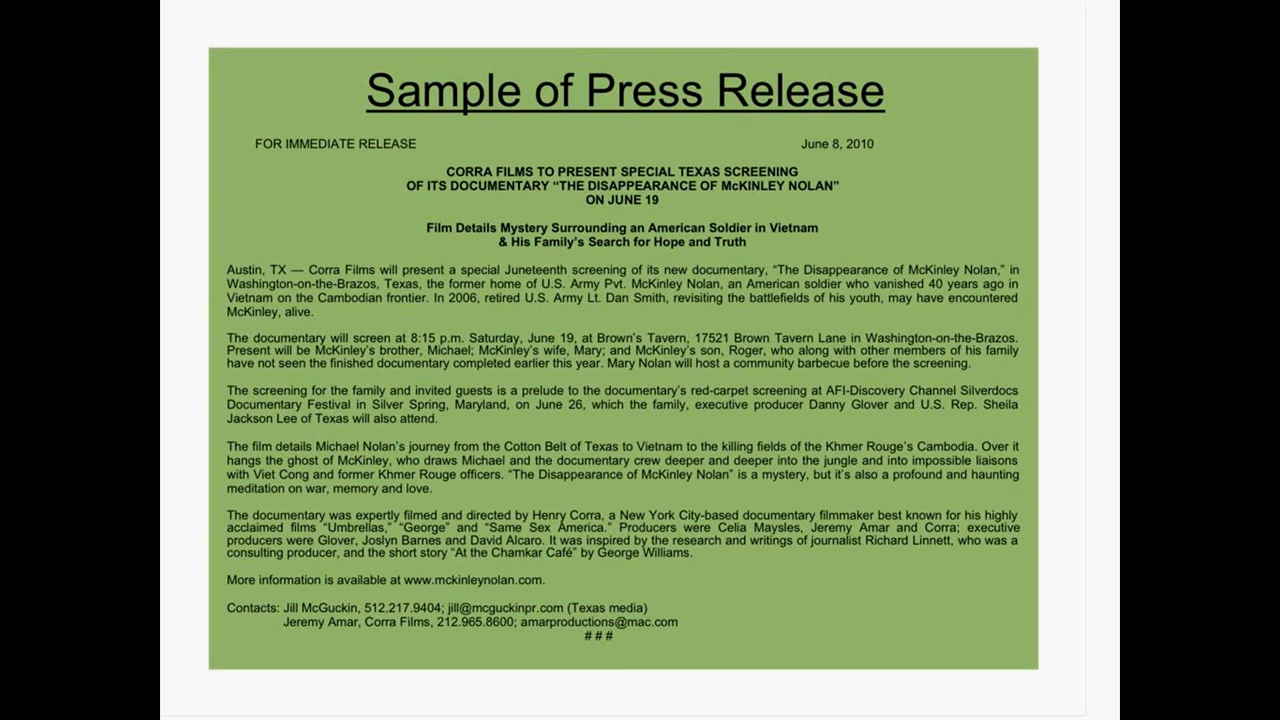 Sample of Press Release
FOR IMMEDIATE RELEASE June 8, 2010
CORRA FILMS TO PRESENT SPECIAL TEXAS SCREENING
OF ITS DOCUMENTARY “THE DISAPPEARANCE OF McKINLEY NOLAN”
ON JUNE 19
Film Details Mystery Surrounding an American Soldier in Vietnam
& His Family’s Search for Hope and Truth
Austin, TX — Corra Films will present a special Juneteenth screening of its new documentary, “The Disappearance of McKinley Nolan,” in
Washington-on-the-Brazos, Texas, the former home of U.S. Army Pvt. McKinley Nolan, an American soldier who vanished 40 years ago in
Vietnam on the Cambodian frontier. In 2006, retired U.S. Army Lt. Dan Smith, revisiting the battlefields of his youth, may have encountered
McKinley, alive.
The documentary will screen at 8:15 p.m. Saturday, June 19, at Brown’s Tavern, 17521 Brown Tavern Lane in Washington-on-the-Brazos.
Present will be McKinley’s brother, Michael; McKinley’s wife, Mary; and McKinley’s son, Roger, who along with other members of his family
have not seen the finished documentary completed earlier this year. Mary Nolan will host a community barbecue before the screening.
The screening for the family and invited guests is a prelude to the documentary’s red-carpet screening at AFI-Discovery Channel Silverdocs
Documentary Festival in Silver Spring, Maryland, on June 26, which the family, executive producer Danny Glover and U.S. Rep. Sheila
Jackson Lee of Texas will also attend.
The film details Michael Nolan’s journey from the Cotton Belt of Texas to Vietnam to the killing fields of the Khmer Rouge’s Cambodia. Over it
hangs the ghost of McKinley, who draws Michael and the documentary crew deeper and deeper into the jungle and into impossible liaisons
with Viet Cong and former Khmer Rouge officers. “The Disappearance of McKinley Nolan” is a mystery, but it’s also a profound and haunting
meditation on war, memory and love.
The documentary was expertly filmed and directed by Henry Corra, a New York City-based documentary filmmaker best known for his highly
acclaimed films “Umbrellas,” “George” and “Same Sex America.” Producers were Celia Maysles, Jeremy Amar and Corra; executive
producers were Glover, Joslyn Barnes and David Alcaro. It was inspired by the research and writings of journalist Richard Linnett, who was a
consulting producer, and the short story “At the Chamkar Café” by George Williams.
More information is available at www.mckinleynolan.com.
Contacts: Jill McGuckin, 512.217.9404; jill@mcguckinpr.com (Texas media)
Jeremy Amar, Corra Films, 212.965.8600; amarproductions@mac.com
# # #